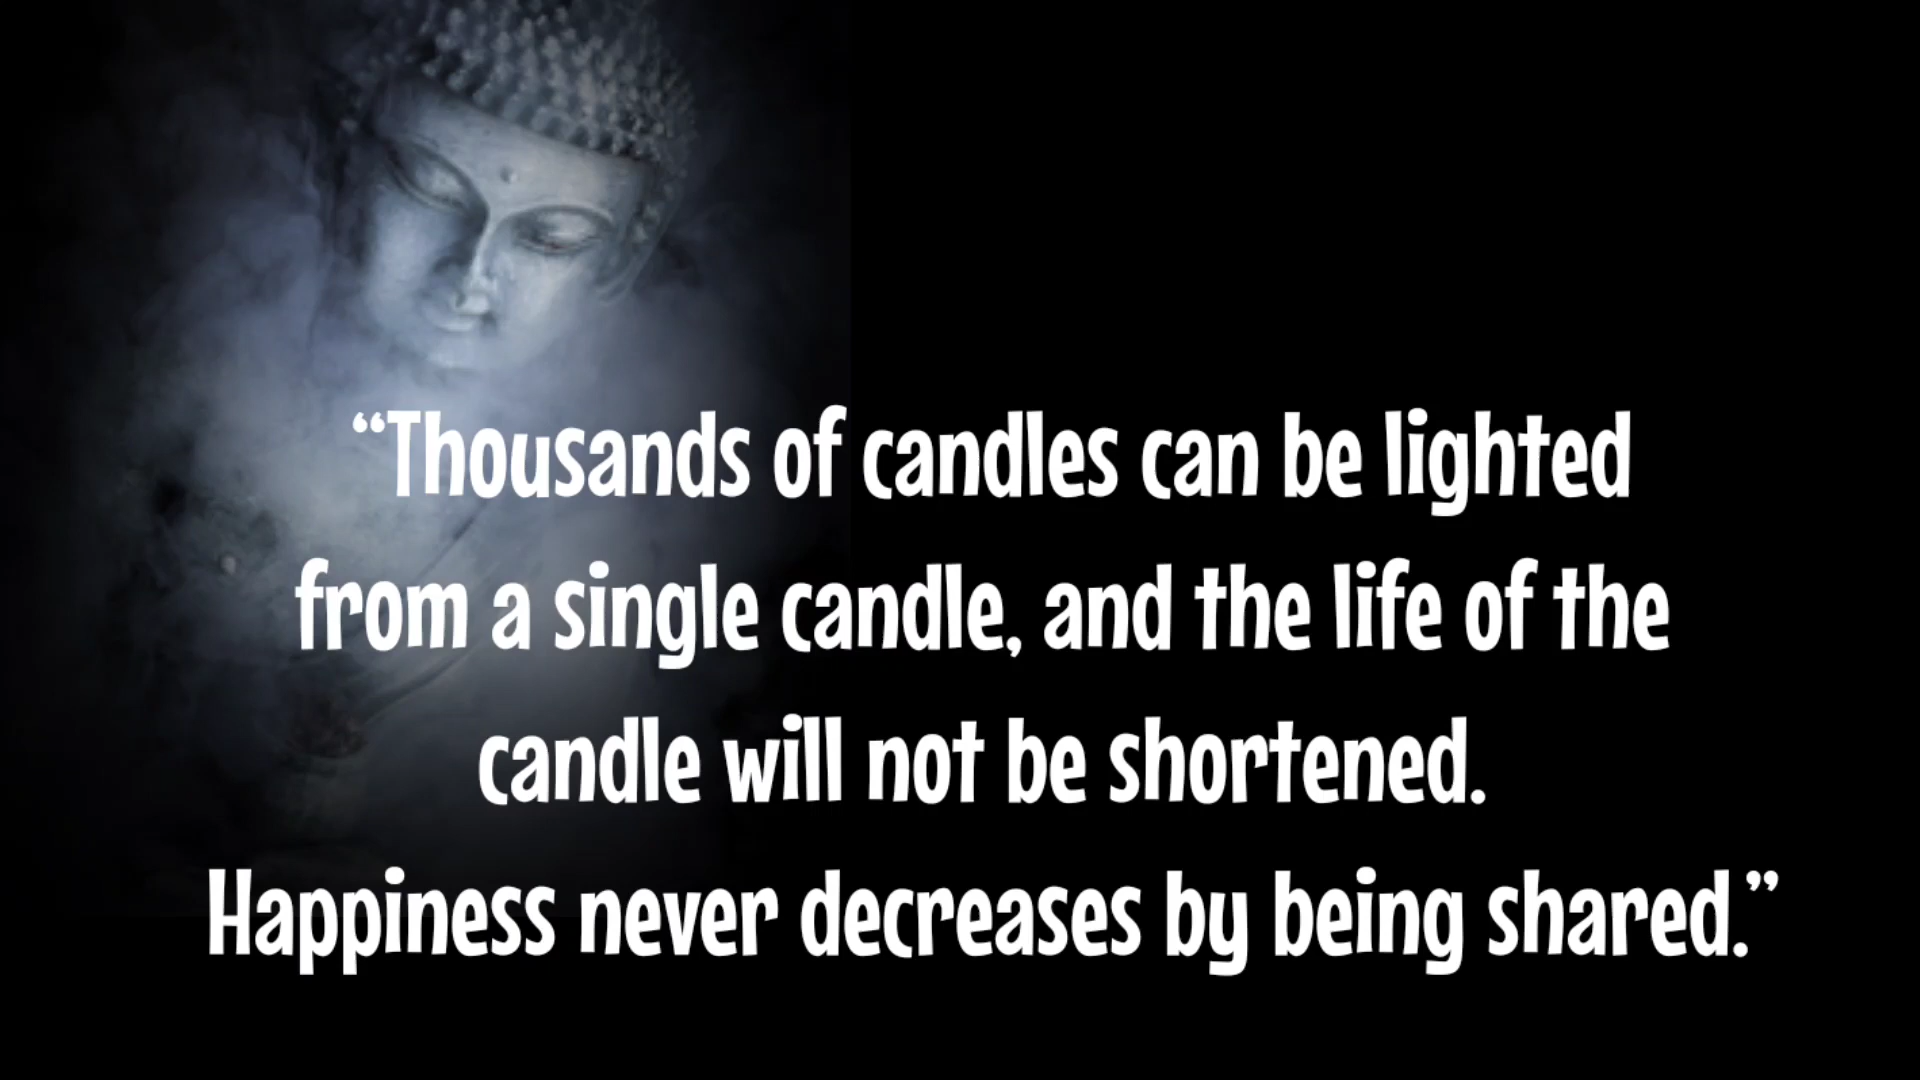 “Thousands of candles can be lighted
from a single candle, and the life of the
candle will not be shortened.
Happiness never decreases by being shared.”